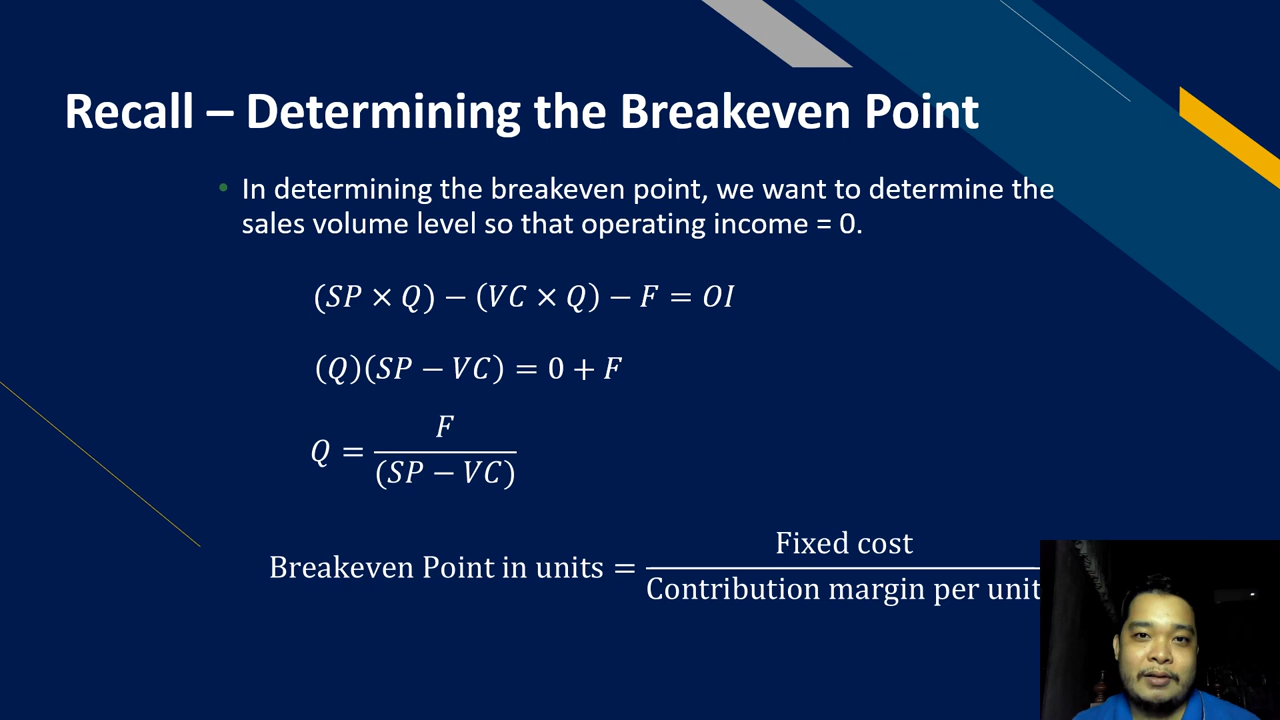 Recall – Determining the Breakeven Point
• In determining the breakeven point, we want to determine the
sales volume level so that operating income = 0.
(SP × Q) − (VC × Q) − F = OI
(Q)(SP − VC) = 0 + F
Q = F / (SP − VC)
Breakeven Point in units = Fixed cost / Contribution margin per unit